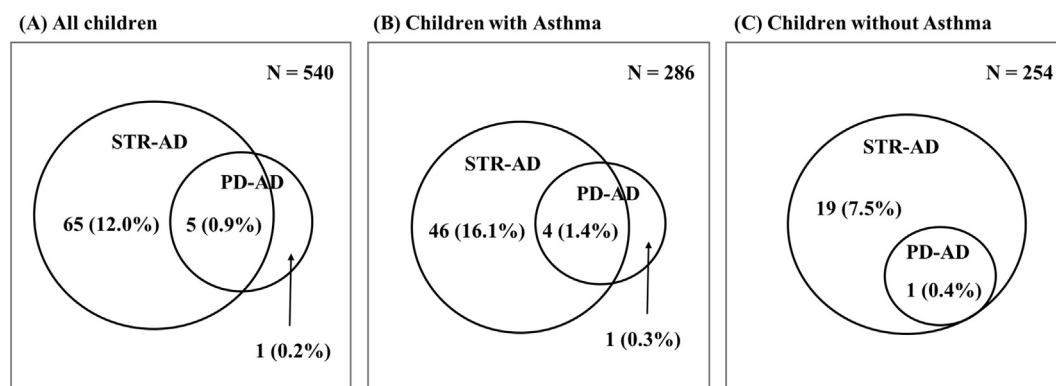 (A) All children
N = 540
STR-AD
PD-AD
65 (12.0%)
5 (0.9%)
1 (0.2%)
(B) Children with Asthma
N = 286
STR-AD
PD-AD
46 (16.1%)
4 (1.4%)
1 (0.3%)
(C) Children without Asthma
N = 254
STR-AD
19 (7.5%)
PD-AD
1 (0.4%)